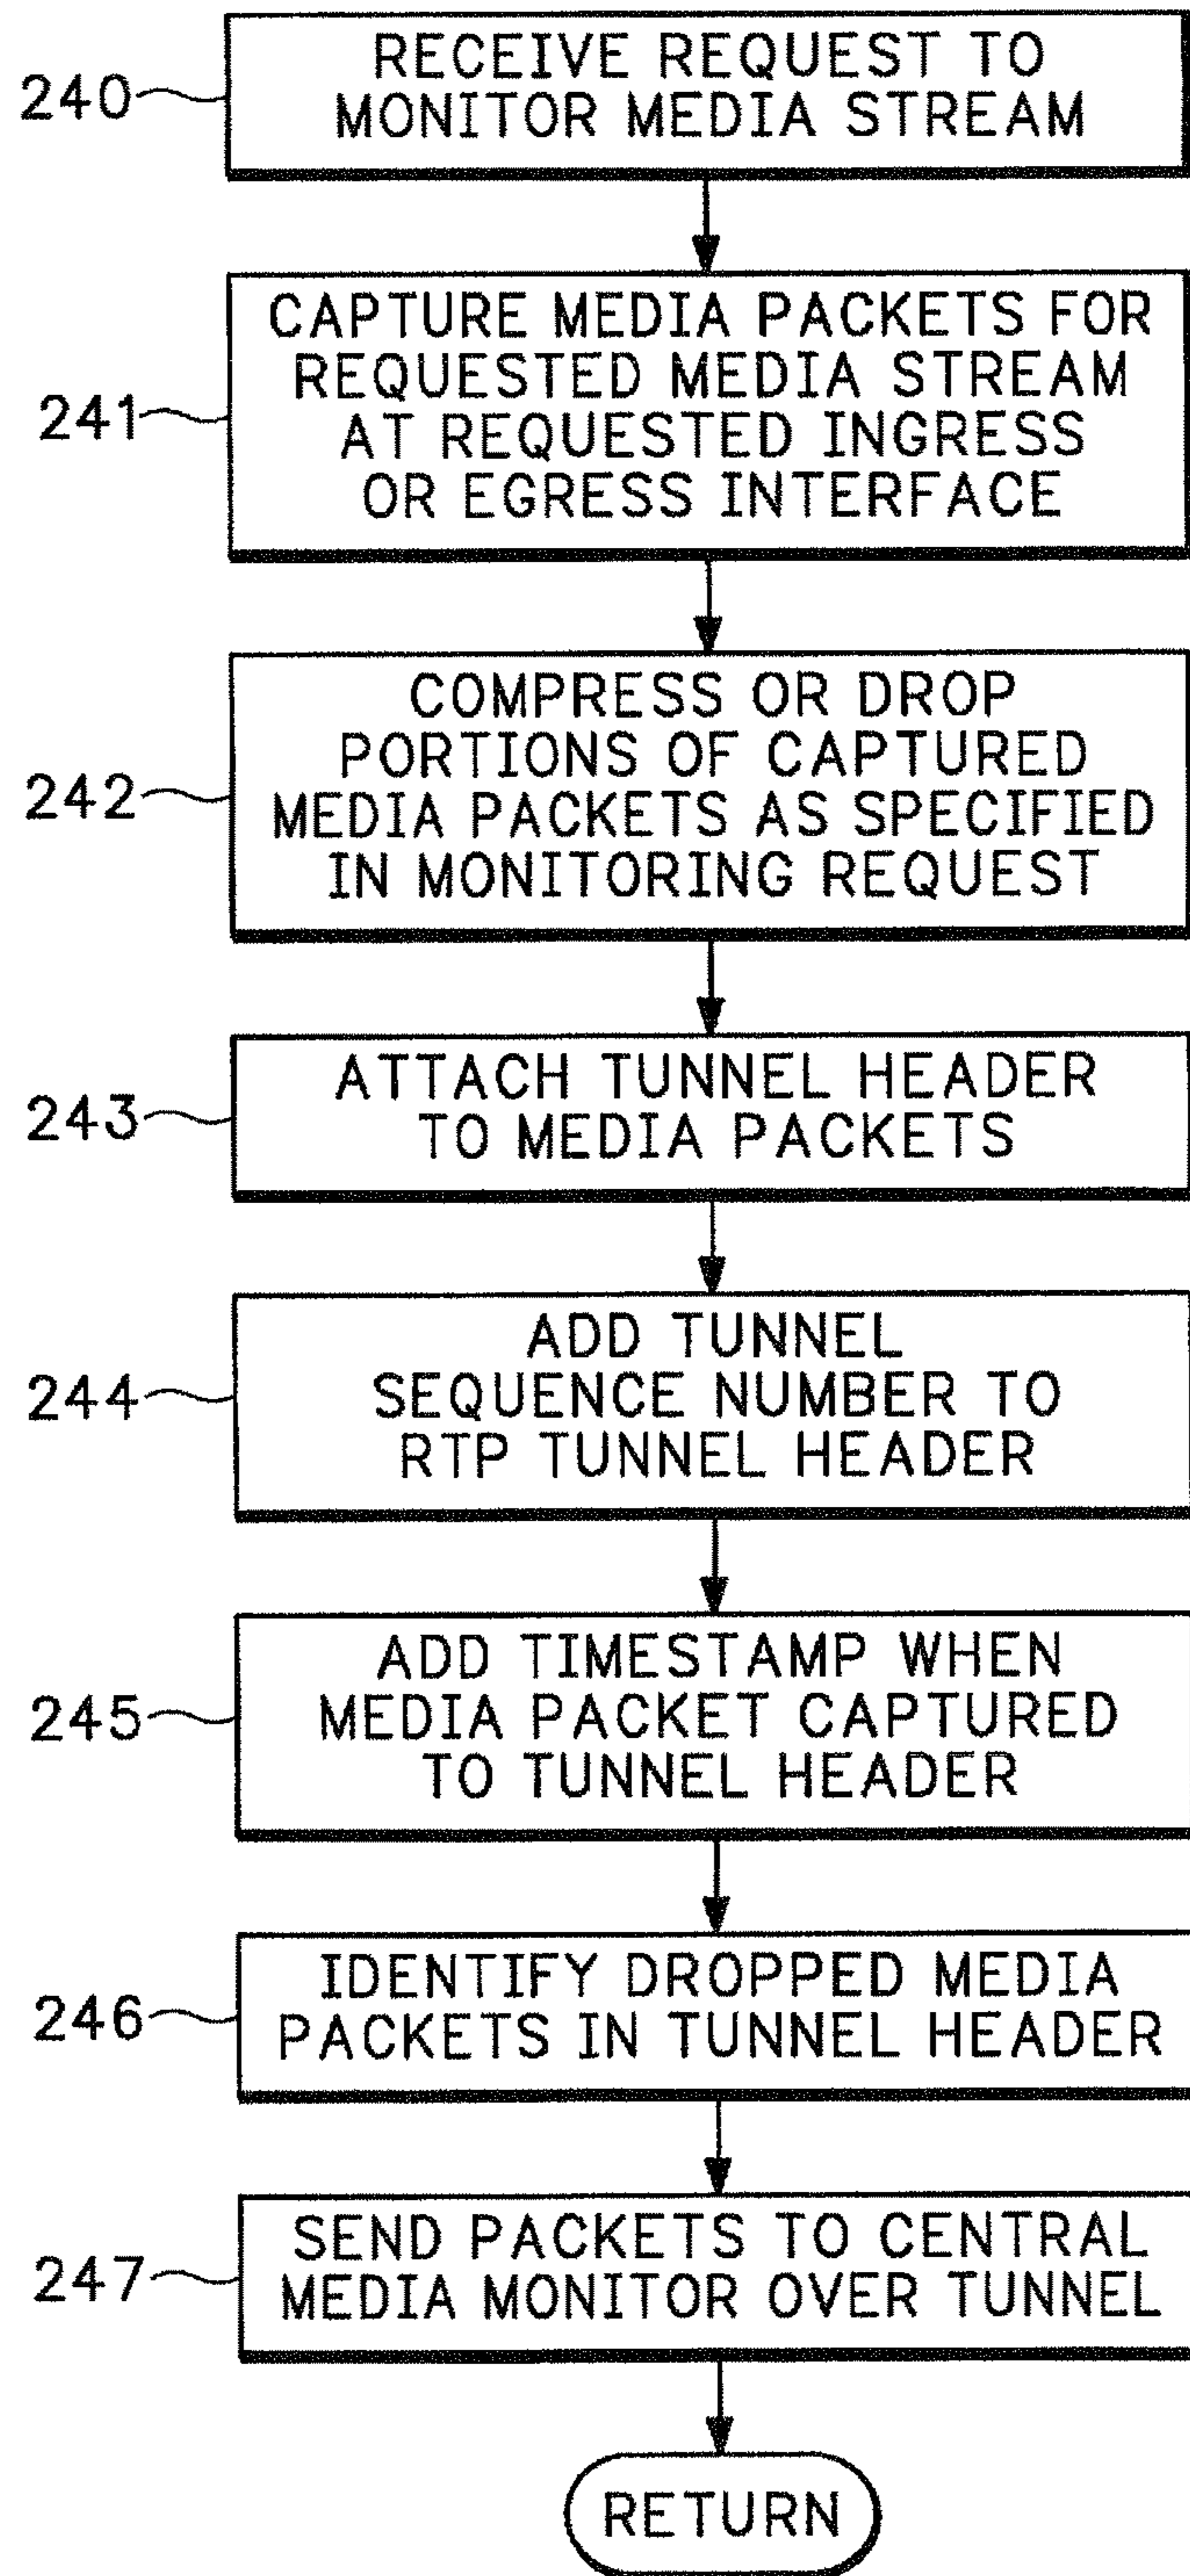 240
RECEIVE REQUEST TO
MONITOR MEDIA STREAM
241
CAPTURE MEDIA PACKETS FOR
REQUESTED MEDIA STREAM
AT REQUESTED INGRESS
OR EGRESS INTERFACE
242
COMPRESS OR DROP
PORTIONS OF CAPTURED
MEDIA PACKETS AS SPECIFIED
IN MONITORING REQUEST
243
ATTACH TUNNEL HEADER
TO MEDIA PACKETS
244
ADD TUNNEL
SEQUENCE NUMBER TO
RTP TUNNEL HEADER
245
ADD TIMESTAMP WHEN
MEDIA PACKET CAPTURED
TO TUNNEL HEADER
246
IDENTIFY DROPPED MEDIA
PACKETS IN TUNNEL HEADER
247
SEND PACKETS TO CENTRAL
MEDIA MONITOR OVER TUNNEL
RETURN